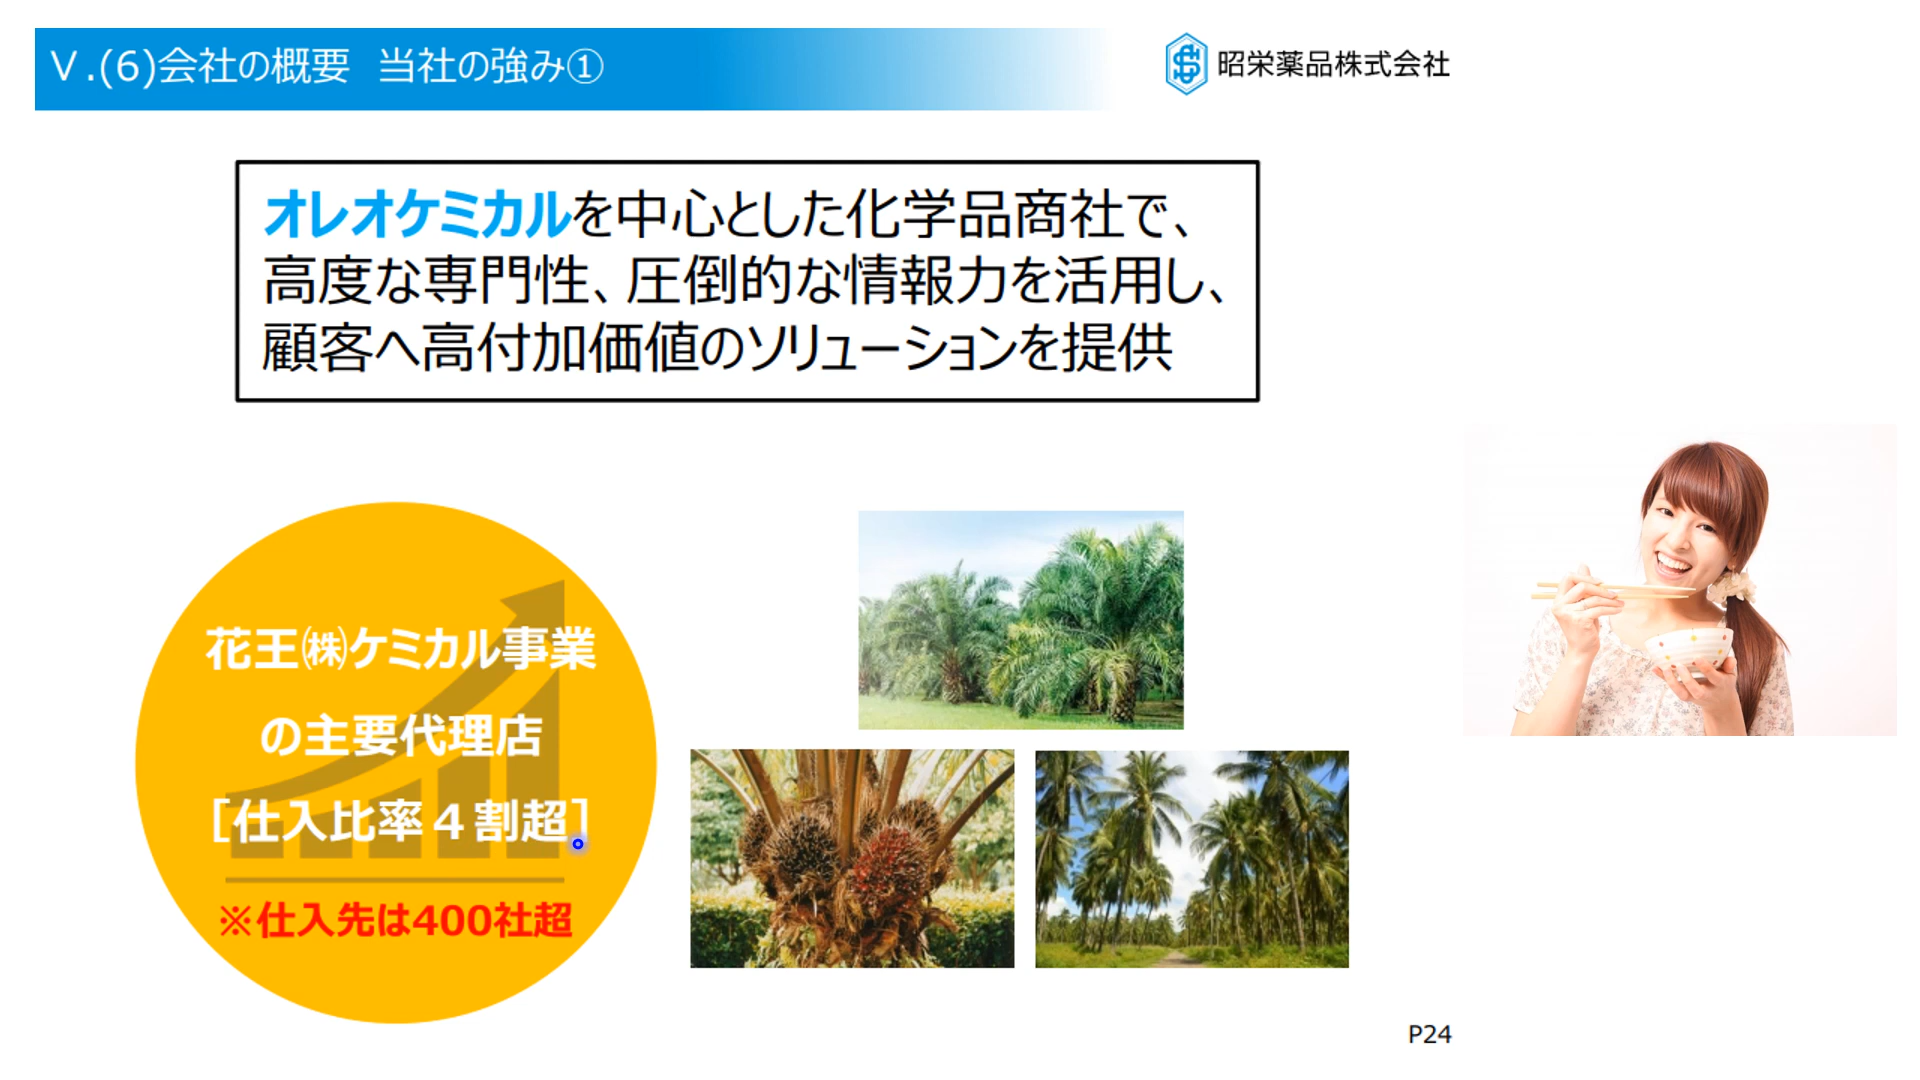 Ⅴ.(6)会社の概要　当社の強み①
昭栄薬品株式会社
オレオケミカルを中心とした化学品商社で、
高度な専門性、圧倒的な情報力を活用し、
顧客へ高付加価値のソリューションを提供
花王㈱ケミカル事業
の主要代理店
［仕入比率４割超］
※仕入先は400社超
P24